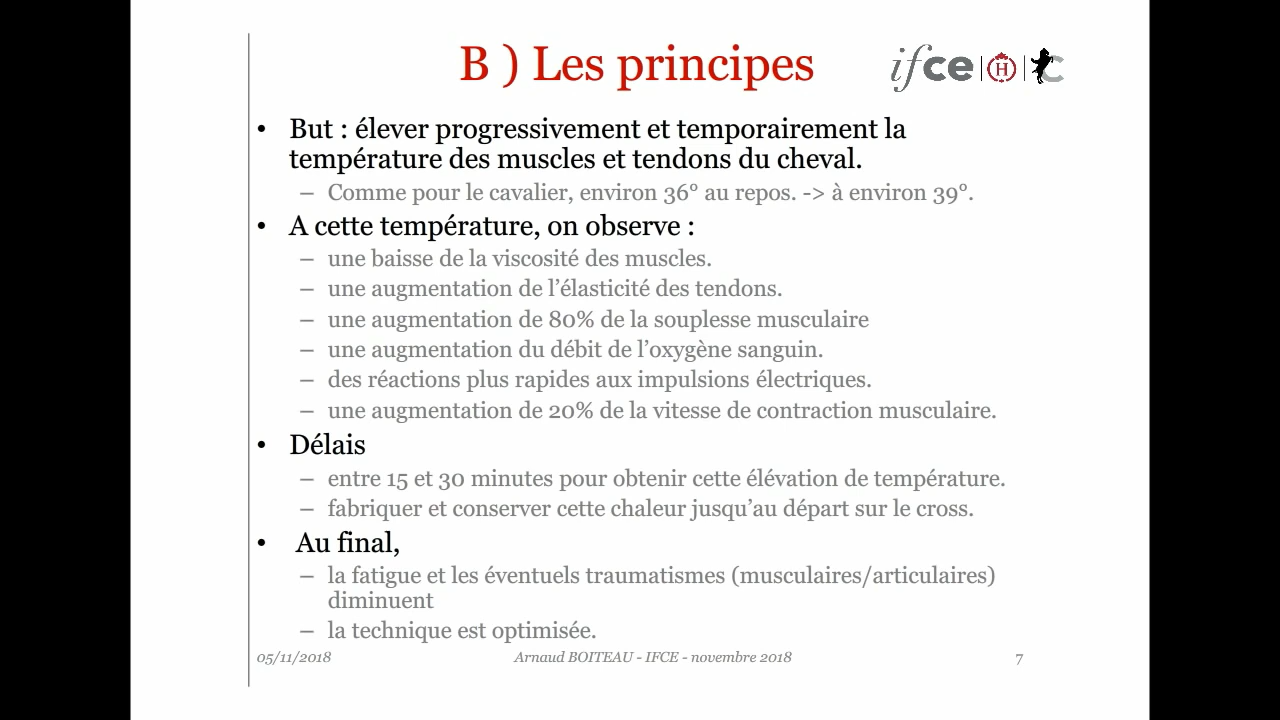 B ) Les principes
ifce | H | C
• But : élever progressivement et temporairement la
température des muscles et tendons du cheval.
– Comme pour le cavalier, environ 36° au repos. -> à environ 39°.
• A cette température, on observe :
– une baisse de la viscosité des muscles.
– une augmentation de l’élasticité des tendons.
– une augmentation de 80% de la souplesse musculaire
– une augmentation du débit de l’oxygène sanguin.
– des réactions plus rapides aux impulsions électriques.
– une augmentation de 20% de la vitesse de contraction musculaire.
• Délais
– entre 15 et 30 minutes pour obtenir cette élévation de température.
– fabriquer et conserver cette chaleur jusqu’au départ sur le cross.
• Au final,
– la fatigue et les éventuels traumatismes (musculaires/articulaires)
diminuent
– la technique est optimisée.
05/11/2018 Arnaud BOITEAU - IFCE - novembre 2018 7